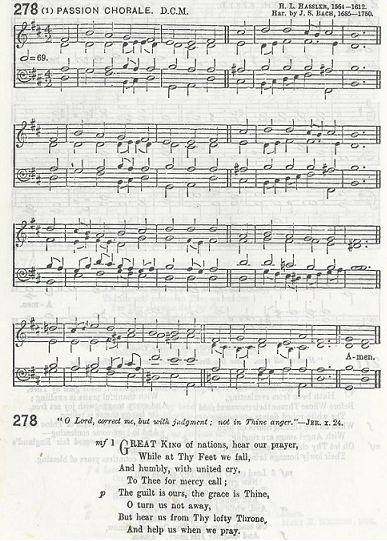 278 (1) PASSION CHORALE. D.C.M.
H. L. HASSLER, 1564–1612.
HAR. by J. S. BACH, 1685–1750.
=69.
A-men.
278
"O Lord, correct me, but with judgment; not in Thine anger."—JER. x. 24.
mf 1 GREAT KING of nations, hear our prayer,
While at Thy Feet we fall,
And humbly, with united cry,
To Thee for mercy call;
p The guilt is ours, the grace is Thine,
O turn us not away,
But hear us from Thy lofty Throne,
And help us when we pray.